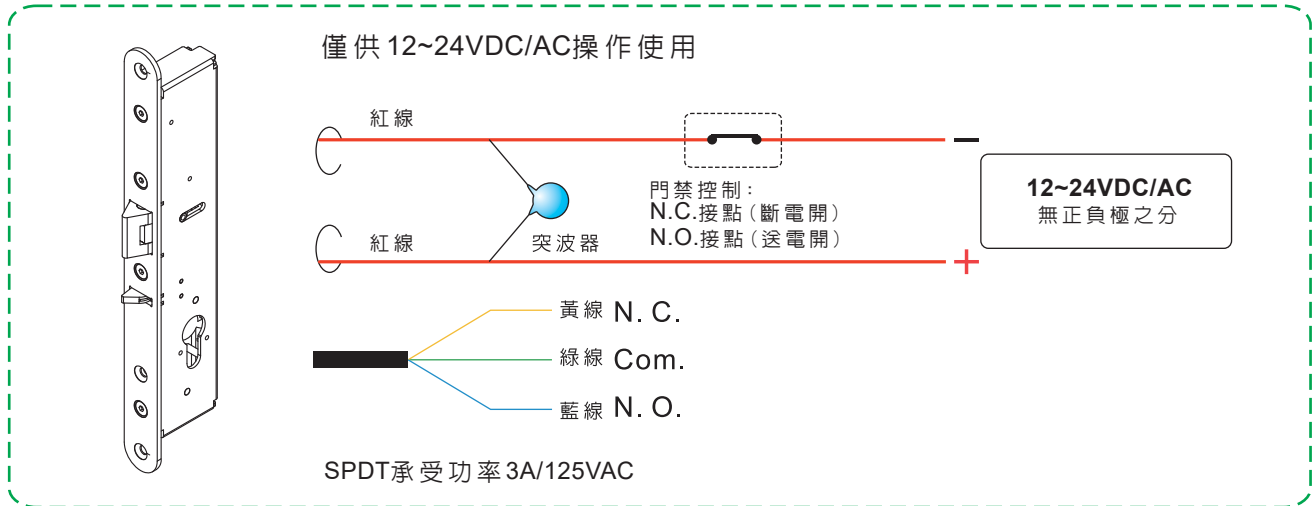 僅供12~24VDC/AC操作使用
紅線
門禁控制：
N.C.接點(斷電開)
N.O.接點(送電開)
12~24VDC/AC
無正負極之分
紅線
突波器
黃線 N.C.
綠線 Com.
藍線 N.O.
SPDT承受功率3A/125VAC